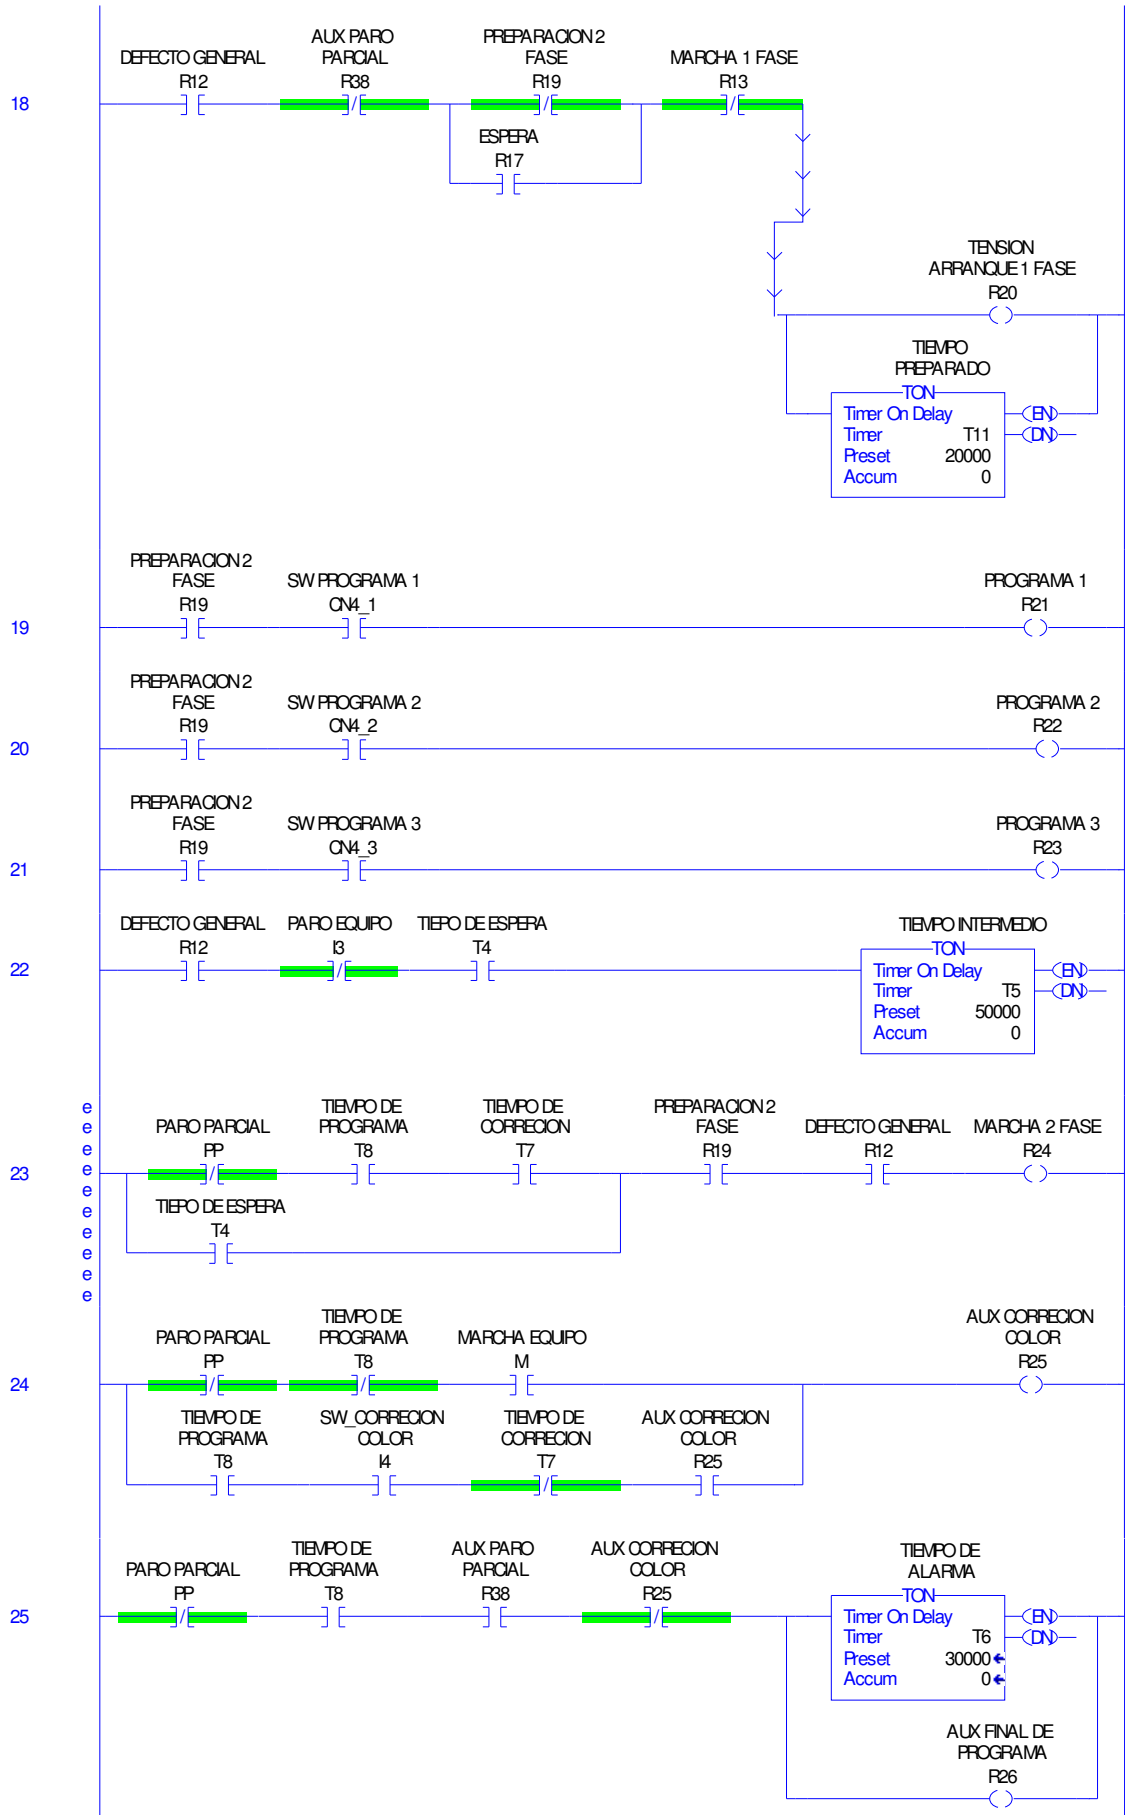 AUX PARO PREPARACION 2
DEFECTO GENERAL PARCIAL FASE MARCHA 1 FASE
R12 R38 R19 R13
18
ESPERA
R17
TENSION
ARRANQUE 1 FASE
R20
TIEMPO
PREPARADO
TON
Timer On Delay EN
Timer T11 DN
Preset 20000
Accum 0
PREPARACION 2
FASE SW PROGRAMA 1 PROGRAMA 1
R19 CN4_1 R21
19
PREPARACION 2
FASE SW PROGRAMA 2 PROGRAMA 2
R19 CN4_2 R22
20
PREPARACION 2
FASE SW PROGRAMA 3 PROGRAMA 3
R19 CN4_3 R23
21
DEFECTO GENERAL PARO EQUIPO TIEPO DE ESPERA TIEMPO INTERMEDIO
R12 I3 T4 TON
22 Timer On Delay EN
Timer T5 DN
Preset 50000
Accum 0
e
e
e
e
e
e
e
e
e
e
TIEMPO DE TIEMPO DE PREPARACION 2
PARO PARCIAL PROGRAMA CORRECION FASE DEFECTO GENERAL MARCHA 2 FASE
PP T8 T7 R19 R12 R24
23
TIEPO DE ESPERA
T4
TIEMPO DE AUX CORRECION
PARO PARCIAL PROGRAMA MARCHA EQUIPO COLOR
PP T8 M R25
24
TIEMPO DE SW_CORRECION TIEMPO DE AUX CORRECION
PROGRAMA COLOR CORRECION COLOR
T8 I4 T7 R25
TIEMPO DE AUX PARO AUX CORRECION TIEMPO DE
PARO PARCIAL PROGRAMA PARCIAL COLOR ALARMA
PP T8 R38 R25 TON
25 Timer On Delay EN
Timer T6 DN
Preset 30000
Accum 0
AUX FINAL DE
PROGRAMA
R26